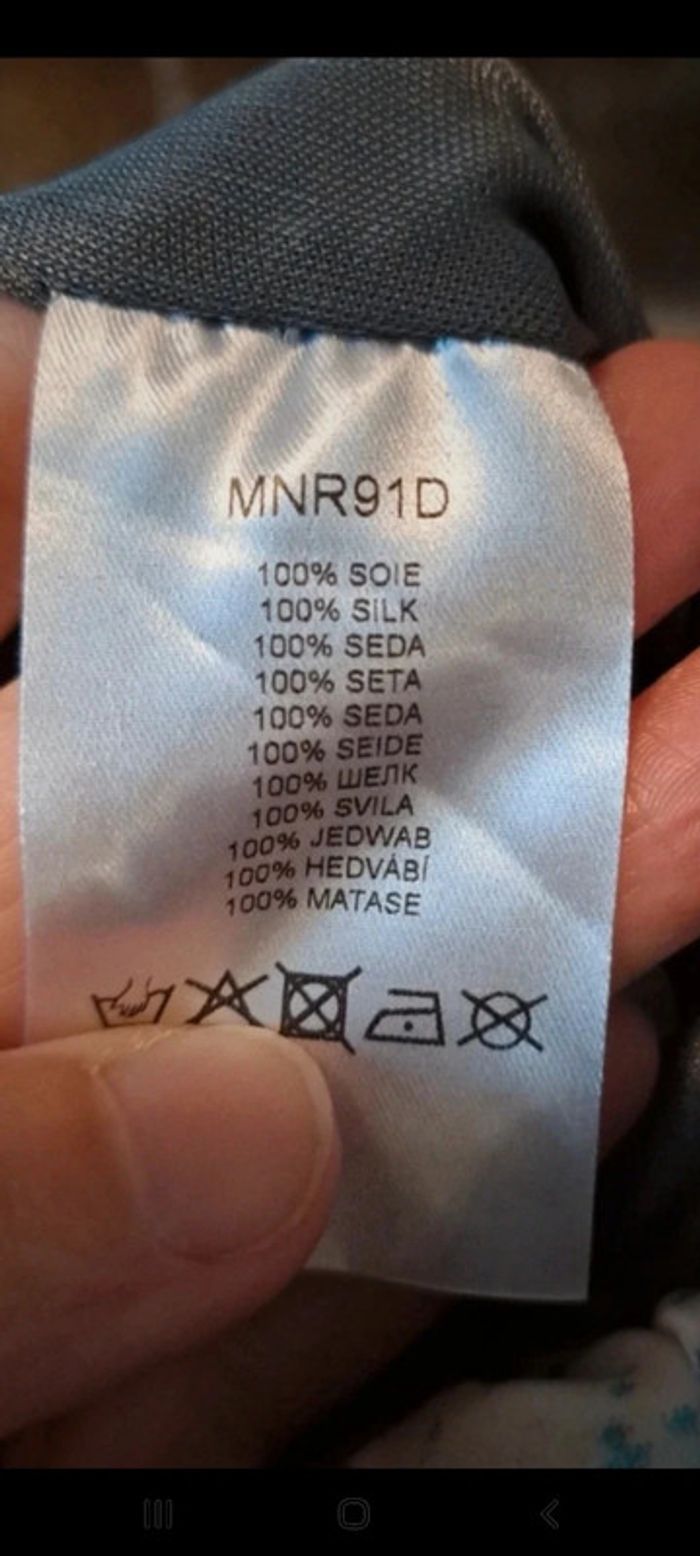 MNR91D
100% SOIE
100% SILK
100% SEDA
100% SETA
100% SEDA
100% SEIDE
100% ШЕЛК
100% SVILA
100% JEDWAB
100% HEDVÁBÍ
100% MATASE